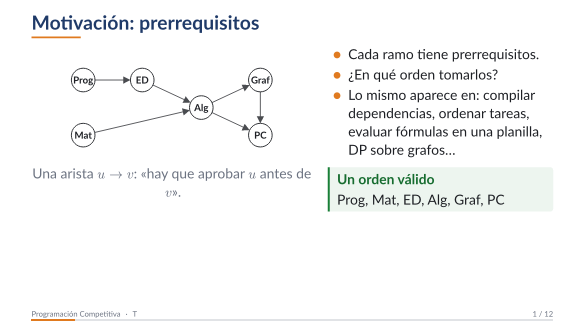 Motivación: prerrequisitos
Prog
ED
Graf
Alg
Mat
PC
Una arista u → v: «hay que aprobar u antes de
v».
Cada ramo tiene prerrequisitos.
¿En qué orden tomarlos?
Lo mismo aparece en: compilar
dependencias, ordenar tareas,
evaluar fórmulas en una planilla,
DP sobre grafos...
Un orden válido
Prog, Mat, ED, Alg, Graf, PC
Programación Competitiva · T
1 / 12